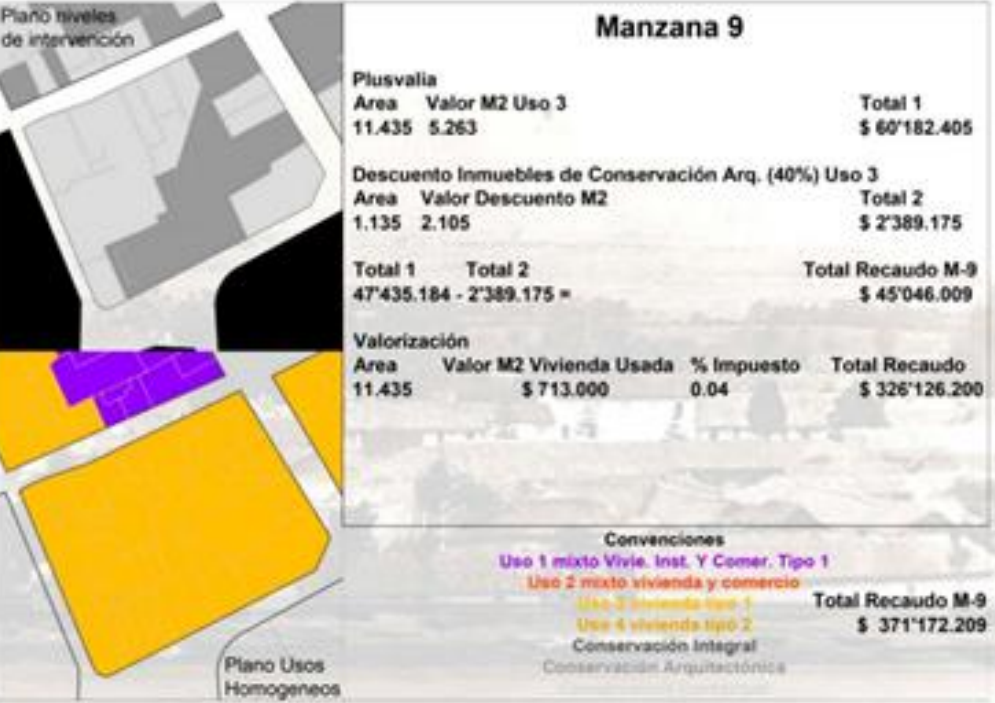 Plano niveles
de intervención
Manzana 9
Plusvalia
Area Valor M2 Uso 3 Total 1
11.435 5.263 $ 60'182.405
Descuento Inmuebles de Conservación Arq. (40%) Uso 3
Area Valor Descuento M2 Total 2
1.135 2.105 $ 2'389.175
Total 1 Total 2 Total Recaudo M-9
47'435.184 - 2'389.175 = $ 45'046.009
Valorización
Area Valor M2 Vivienda Usada % Impuesto Total Recaudo
11.435 $ 713.000 0.04 $ 326'126.200
Convenciones
Uso 1 mixto Vivie. Inst. Y Comer. Tipo 1
Uso 2 mixto vivienda y comercio
Uso 3 vivienda tipo 1
Uso 4 vivienda tipo 2
Total Recaudo M-9
$ 371'172.209
Conservación Integral
Conservación Arquitectónica
Plano Usos
Homogeneos